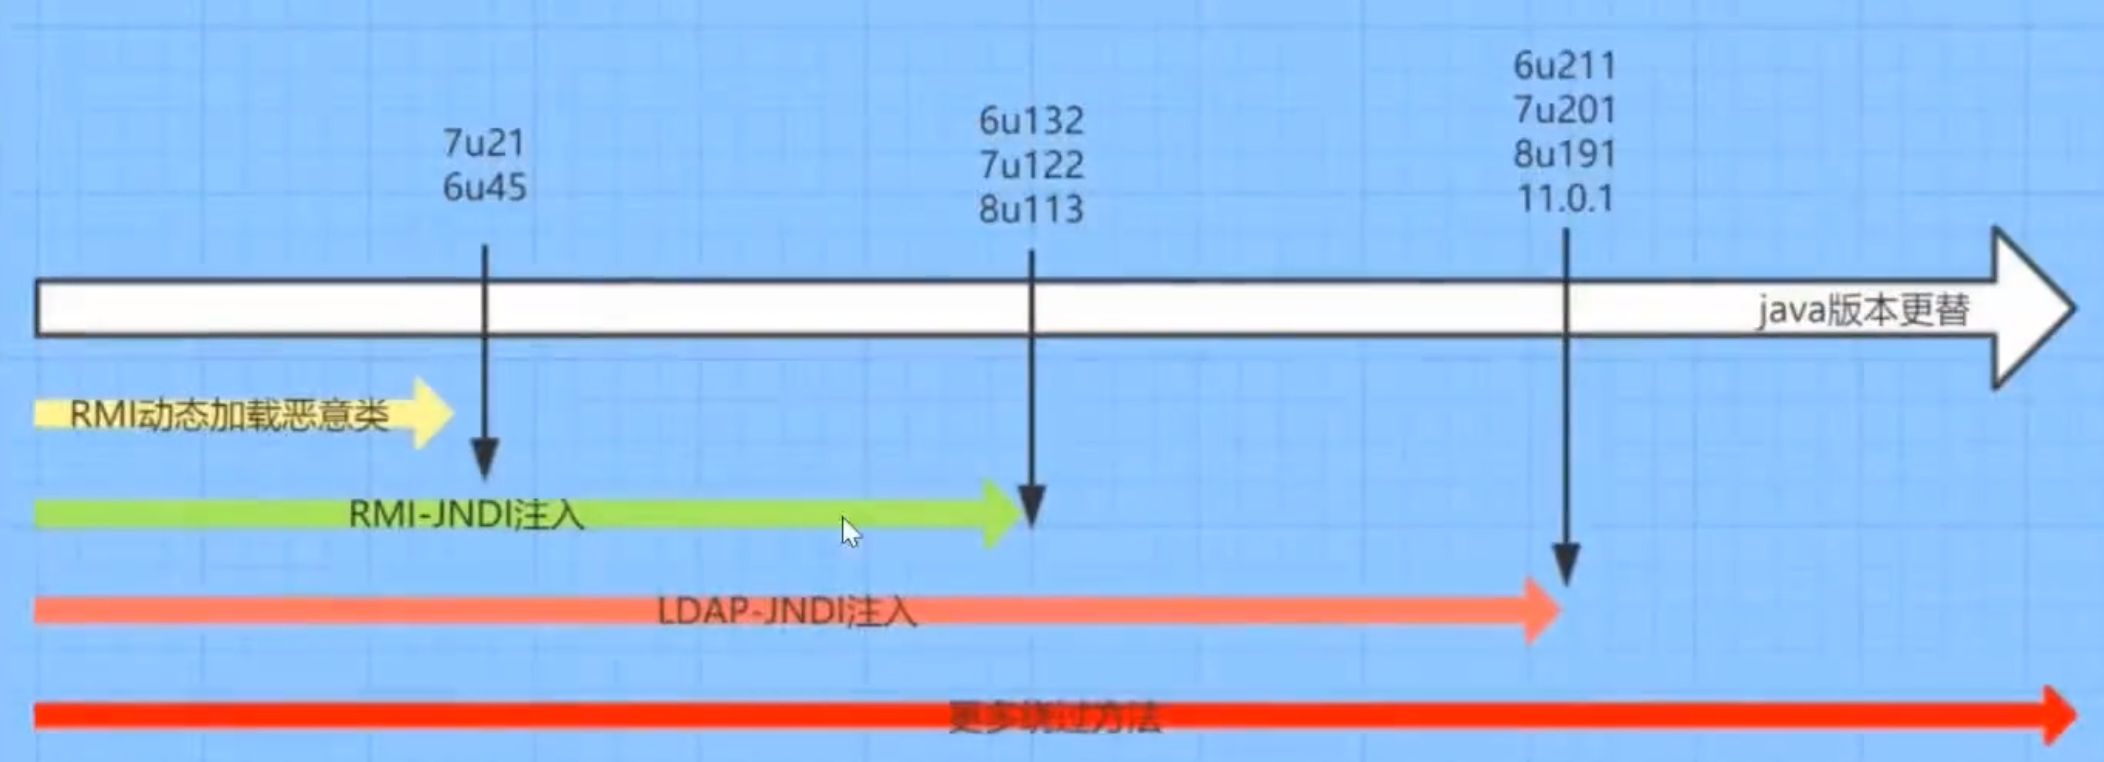 7u21
6u45
6u132
7u122
8u113
6u211
7u201
8u191
11.0.1
java版本更替
RMI动态加载恶意类
RMI-JNDI注入
LDAP-JNDI注入
更多绕过方法